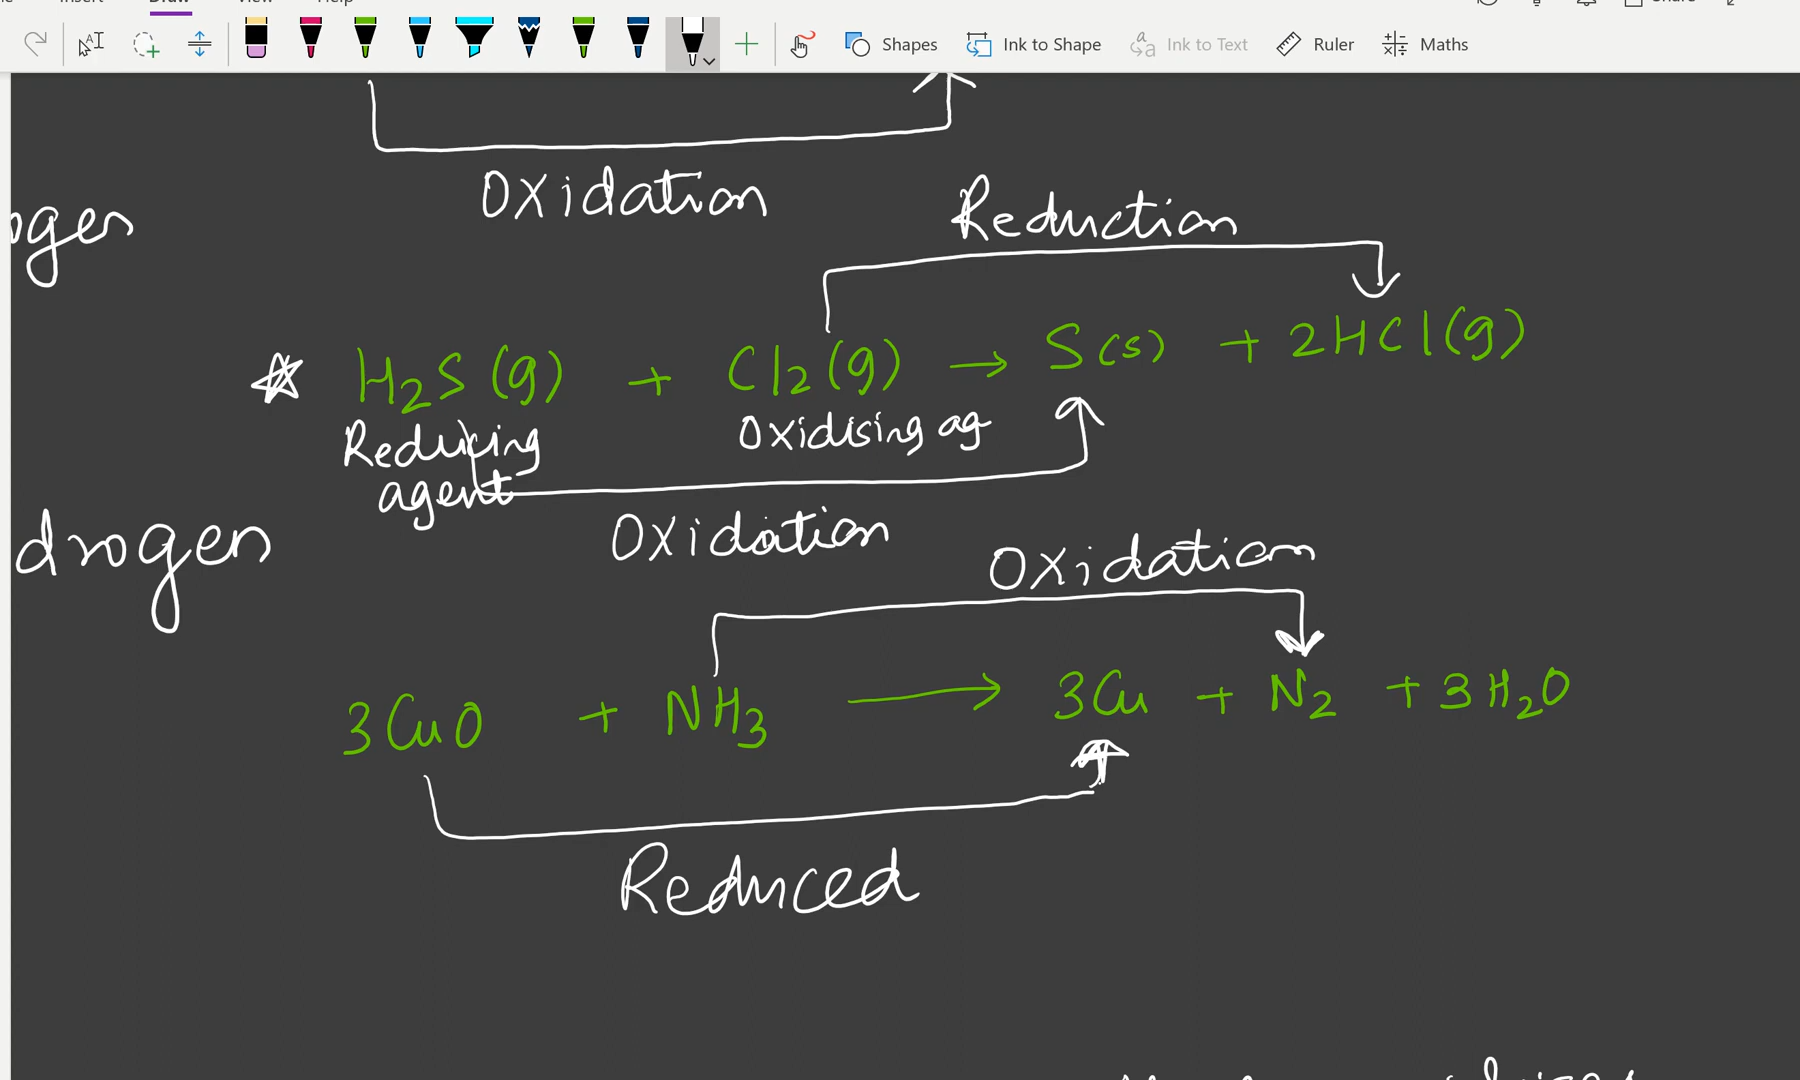 Draw
Shapes
Ink to Shape
Ink to Text
Ruler
Maths
Oxidation
ogen
Reduction
H2S(g) + Cl2(g) → S(s) + 2HCl(g)
Reducing
agent
Oxidising ag
Oxidation
drogen
Oxidation
3CuO + NH3 → 3Cu + N2 + 3H2O
Reduced